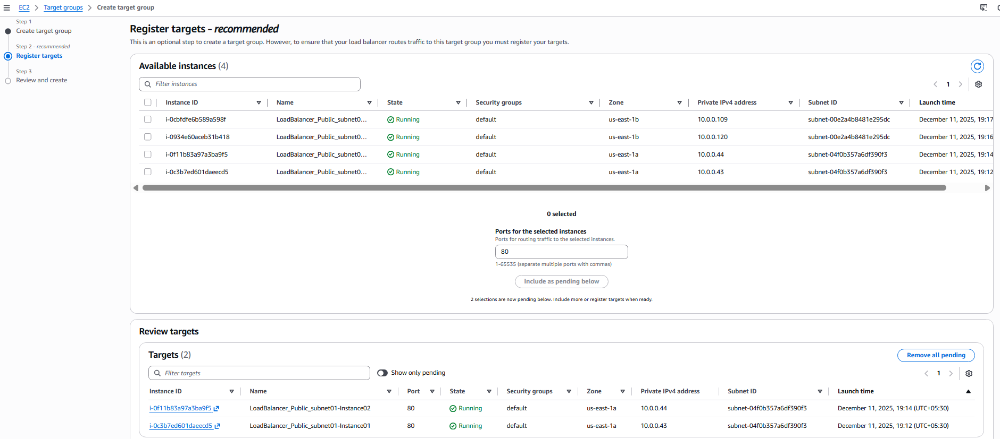 EC2 > Target groups > Create target group
Step 1
Create target group
Step 2 - recommended
Register targets
Step 3
Review and create
Register targets - recommended
This is an optional step to create a target group. However, to ensure that your load balancer routes traffic to this target group you must register your targets.
Available instances (4)
Filter instances
1
Instance ID Name State Security groups Zone Private IPv4 address Subnet ID Launch time
i-0cbfdfe6b589a598f LoadBalancer_Public_subnet0... Running default us-east-1b 10.0.0.109 subnet-00e2a4b8481e295dc December 11, 2025, 19:17
i-0934e60aceb31b418 LoadBalancer_Public_subnet0... Running default us-east-1b 10.0.0.120 subnet-00e2a4b8481e295dc December 11, 2025, 19:16
i-0f11b83a97a3ba9f5 LoadBalancer_Public_subnet0... Running default us-east-1a 10.0.0.44 subnet-04f0b357a6df390f3 December 11, 2025, 19:14
i-0c3b7ed601daeecd5 LoadBalancer_Public_subnet0... Running default us-east-1a 10.0.0.43 subnet-04f0b357a6df390f3 December 11, 2025, 19:12
0 selected
Ports for the selected instances
Ports for routing traffic to the selected instances.
80
1-65535 (separate multiple ports with commas)
Include as pending below
2 selections are now pending below. Include more or register targets when ready.
Review targets
Targets (2)
Remove all pending
Filter targets
Show only pending
1
Instance ID Name Port State Security groups Zone Private IPv4 address Subnet ID Launch time
i-0f11b83a97a3ba9f5 LoadBalancer_Public_subnet01-Instance02 80 Running default us-east-1a 10.0.0.44 subnet-04f0b357a6df390f3 December 11, 2025, 19:14 (UTC+05:30)
i-0c3b7ed601daeecd5 LoadBalancer_Public_subnet01-Instance01 80 Running default us-east-1a 10.0.0.43 subnet-04f0b357a6df390f3 December 11, 2025, 19:12 (UTC+05:30)